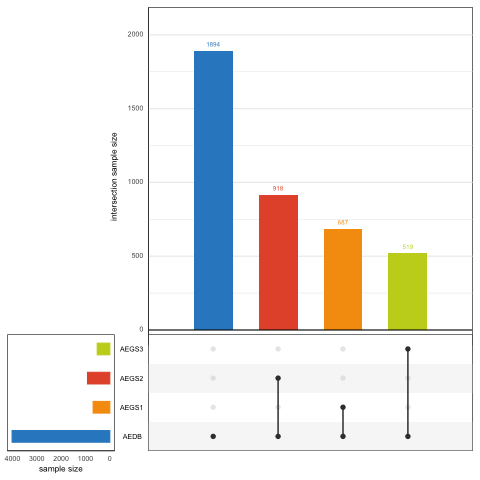 2000
1894
1500
intersection sample size
1000
918
687
500
519
0
AEGS3
AEGS2
AEGS1
AEDB
4000 3000 2000 1000 0
sample size